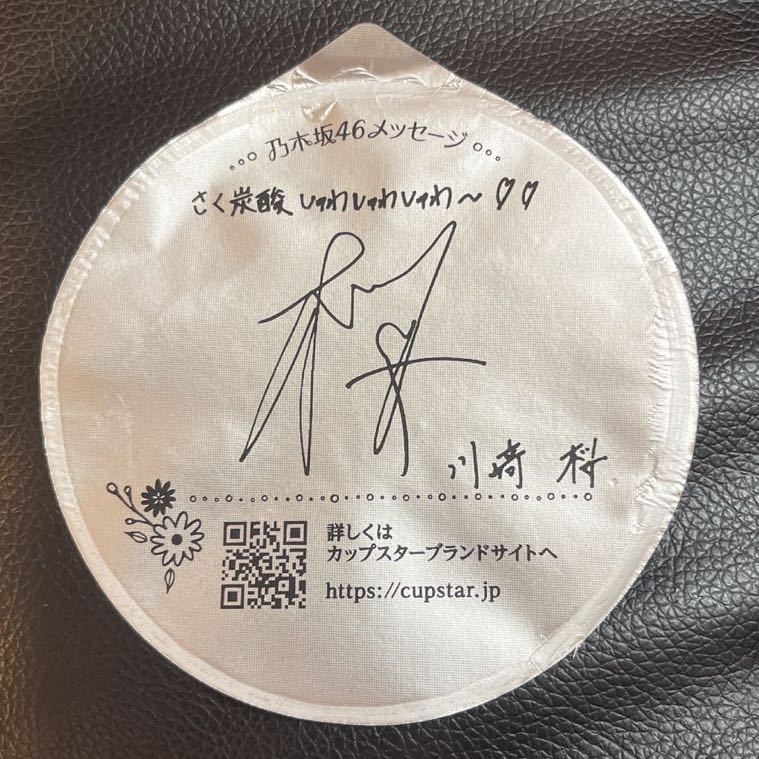 乃木坂46メッセージ
さく炭酸しゅわしゅわしゅわ～♡♡
桜
川﨑 桜
詳しくは
カップスターブランドサイトへ
https://cupstar.jp